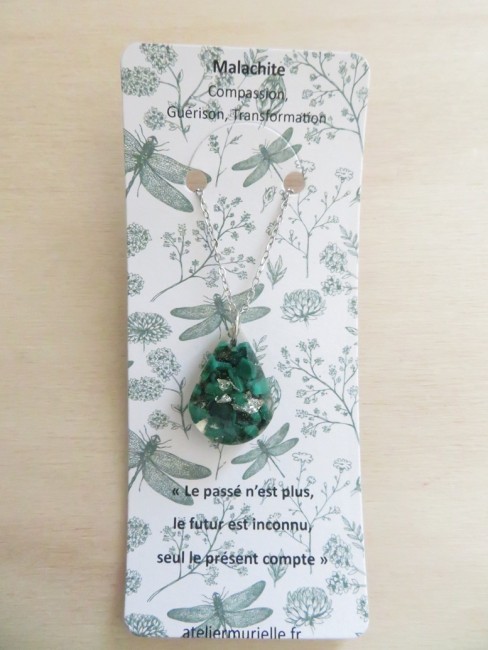 Malachite
Compassion,
Guérison, Transformation
« Le passé n'est plus,
le futur est inconnu,
seul le présent compte »
ateliermurielle.fr